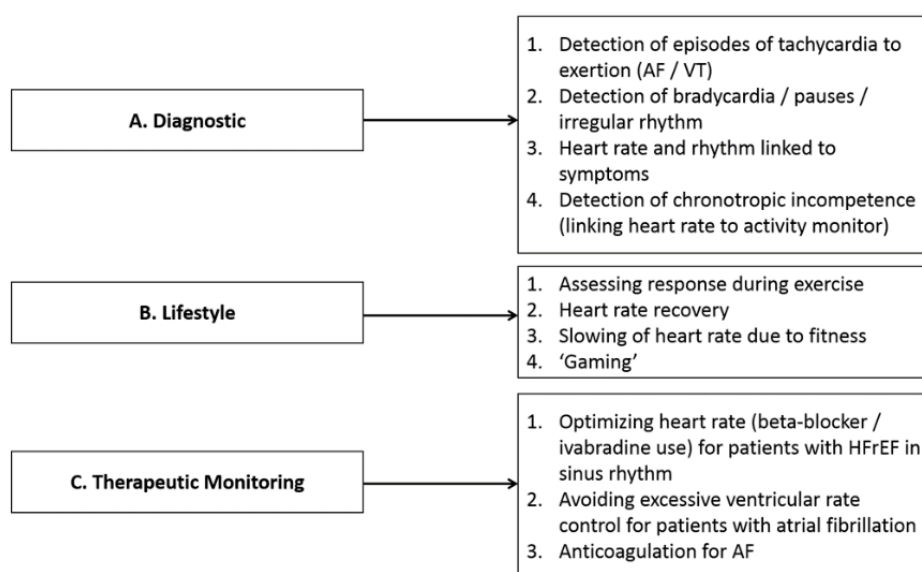 A. Diagnostic
1. Detection of episodes of tachycardia to
exertion (AF / VT)
2. Detection of bradycardia / pauses /
irregular rhythm
3. Heart rate and rhythm linked to
symptoms
4. Detection of chronotropic incompetence
(linking heart rate to activity monitor)
B. Lifestyle
1. Assessing response during exercise
2. Heart rate recovery
3. Slowing of heart rate due to fitness
4. ‘Gaming’
C. Therapeutic Monitoring
1. Optimizing heart rate (beta-blocker /
ivabradine use) for patients with HFrEF in
sinus rhythm
2. Avoiding excessive ventricular rate
control for patients with atrial fibrillation
3. Anticoagulation for AF